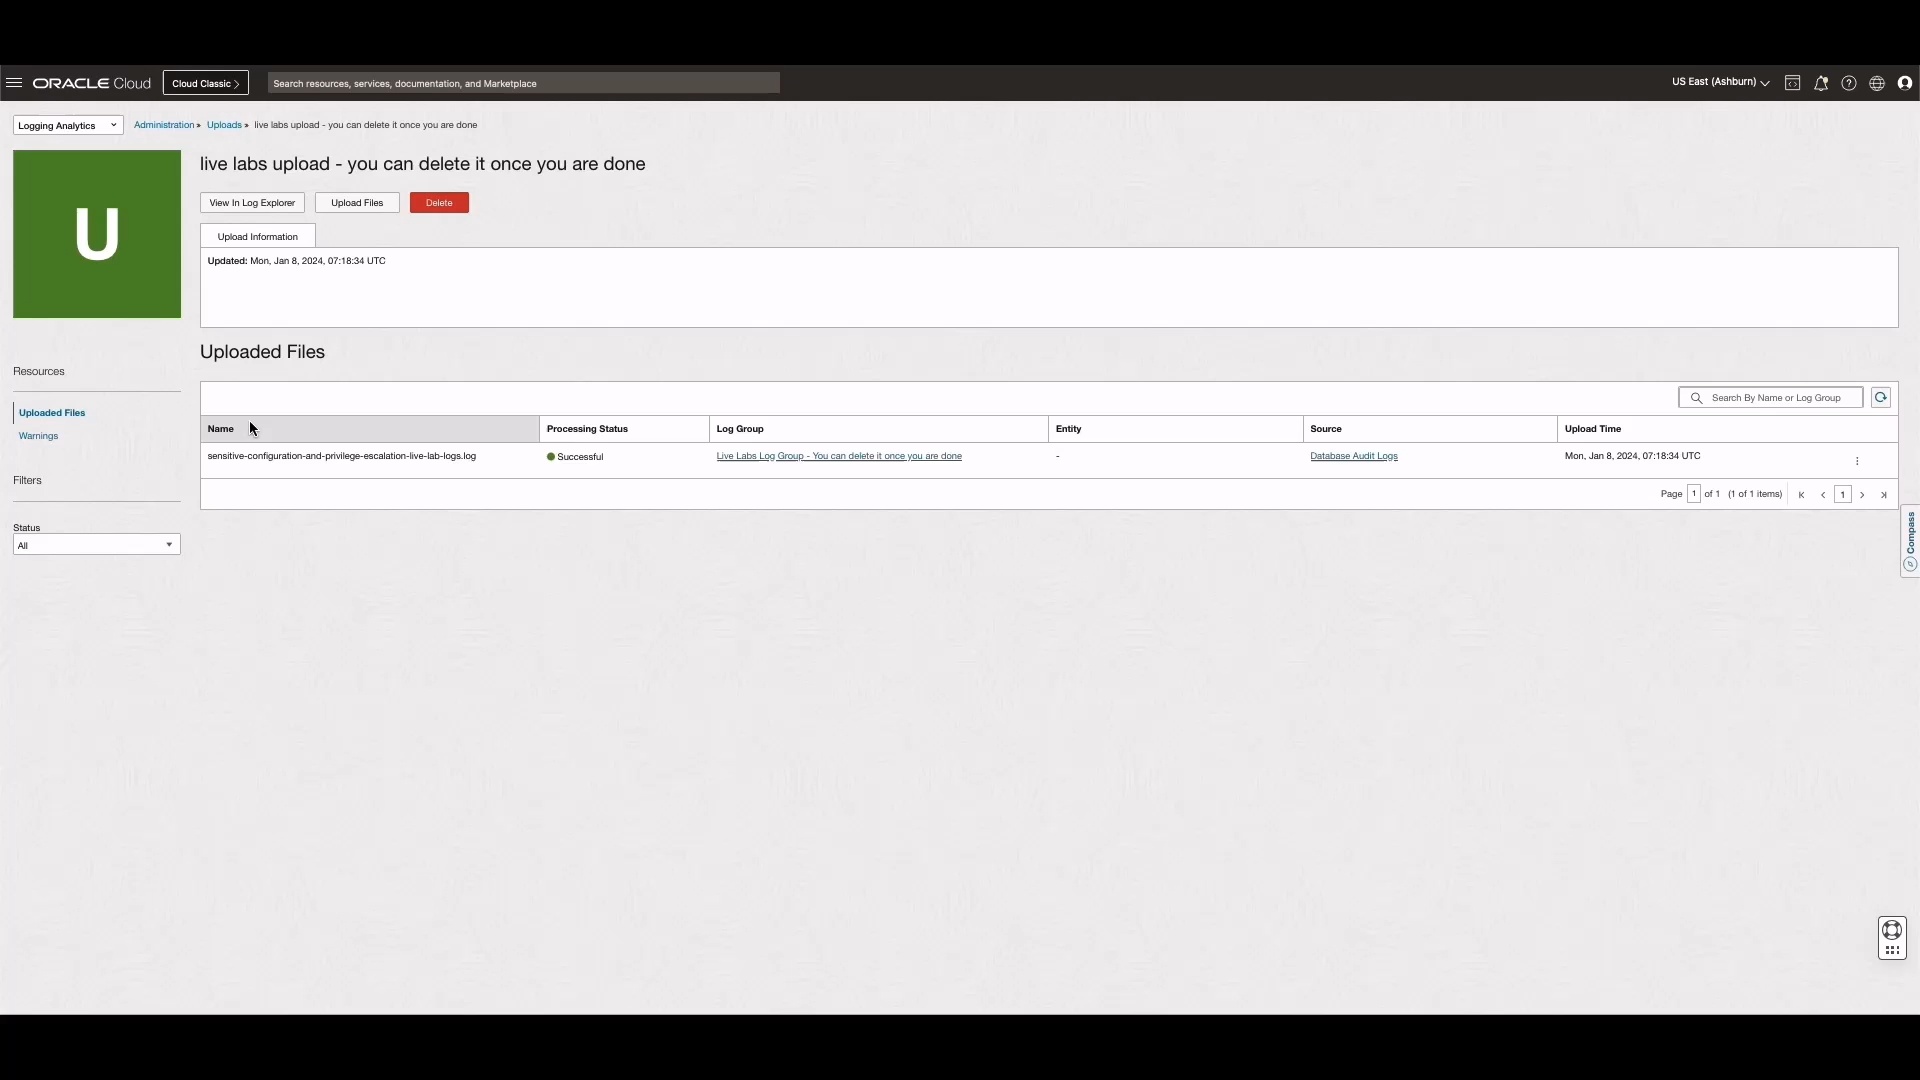 ORACLE Cloud
Cloud Classic
Search resources, services, documentation, and Marketplace
US East (Ashburn)
Logging Analytics
Administration » Uploads » live labs upload - you can delete it once you are done
U
live labs upload - you can delete it once you are done
View In Log Explorer
Upload Files
Delete
Upload Information
Updated: Mon, Jan 8, 2024, 07:18:34 UTC
Resources
Uploaded Files
Warnings
Filters
Status
All
Uploaded Files
Search By Name or Log Group
Name Processing Status Log Group Entity Source Upload Time
sensitive-configuration-and-privilege-escalation-live-lab-logs.log Successful Live Labs Log Group - You can delete it once you are done - Database Audit Logs Mon, Jan 8, 2024, 07:18:34 UTC
Page 1 of 1 (1 of 1 items) 1
Compass